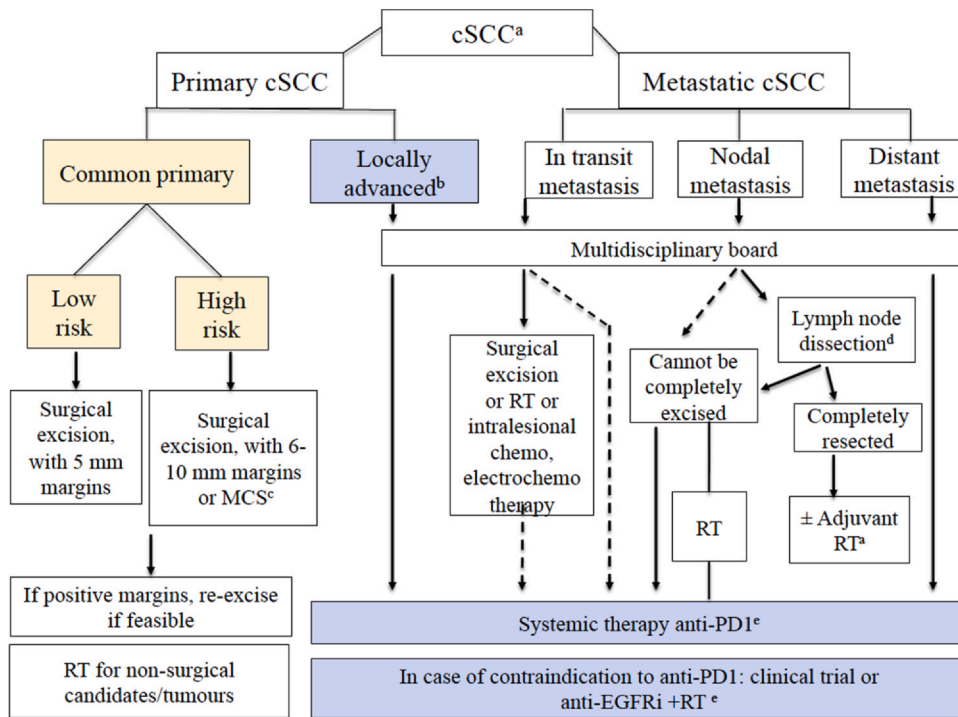 cSCCᵃ
Primary cSCC
Metastatic cSCC
Common primary
Locally
advancedᵇ
In transit
metastasis
Nodal
metastasis
Distant
metastasis
Multidisciplinary board
Low
risk
High
risk
Surgical
excision,
with 5 mm
margins
Surgical
excision, with 6-
10 mm margins
or MCSᶜ
Surgical
excision
or RT or
intralesional
chemo,
electrochemo
therapy
Cannot be
completely
excised
Lymph node
dissectionᵈ
Completely
resected
RT
± Adjuvant
RTᵃ
If positive margins, re-excise
if feasible
RT for non-surgical
candidates/tumours
Systemic therapy anti-PD1ᵉ
In case of contraindication to anti-PD1: clinical trial or
anti-EGFRi +RT ᵉ